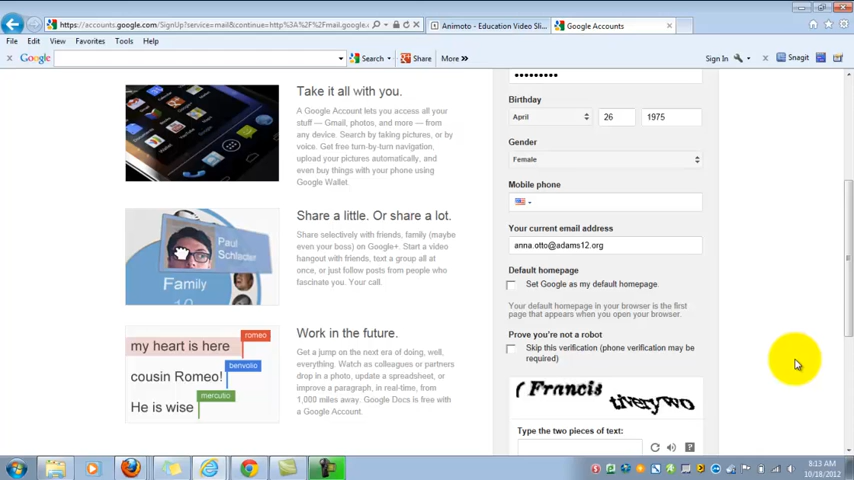 https://accounts.google.com/SignUp?service=mail&continue=http%3A%2F%2Fmail.google.c
Animoto - Education Video Sli...
Google Accounts
File Edit View Favorites Tools Help
x Google Search Share More »
Sign In
x Snagit
Take it all with you.
A Google Account lets you access all your
stuff — Gmail, photos, and more — from
any device. Search by taking pictures, or by
voice. Get free turn-by-navigation,
upload your pictures automatically, and
even buy things with your phone using
Google Wallet.
Paul
Schlacter
Family
10
Share a little. Or share a lot.
Share selectively with friends, family (maybe
even your boss) on Google+. Start a video
hangout with friends, text a group all at
once, or just follow posts from people who
fascinate you. Your call.
my heart is here
romeo
cousin Romeo!
benvolio
He is wise
mercutio
Work in the future.
Get a jump on the next era of doing, well,
everything. Watch as colleagues or partners
drop in a photo, update a spreadsheet, or
improve a paragraph, in real-time, from
1,000 miles away. Google Docs is free with
a Google Account.
•••••••••
Birthday
April 26 1975
Gender
Female
Mobile phone
Your current email address
anna otto@adams12.org
Default homepage
Set Google as my default homepage.
Your default homepage in your browser is the first
page that appears when you open your browser.
Prove you're not a robot
Skip this verification (phone verification may be
required)
Francis
Type the two pieces of text:
8:13 AM
10/18/2012